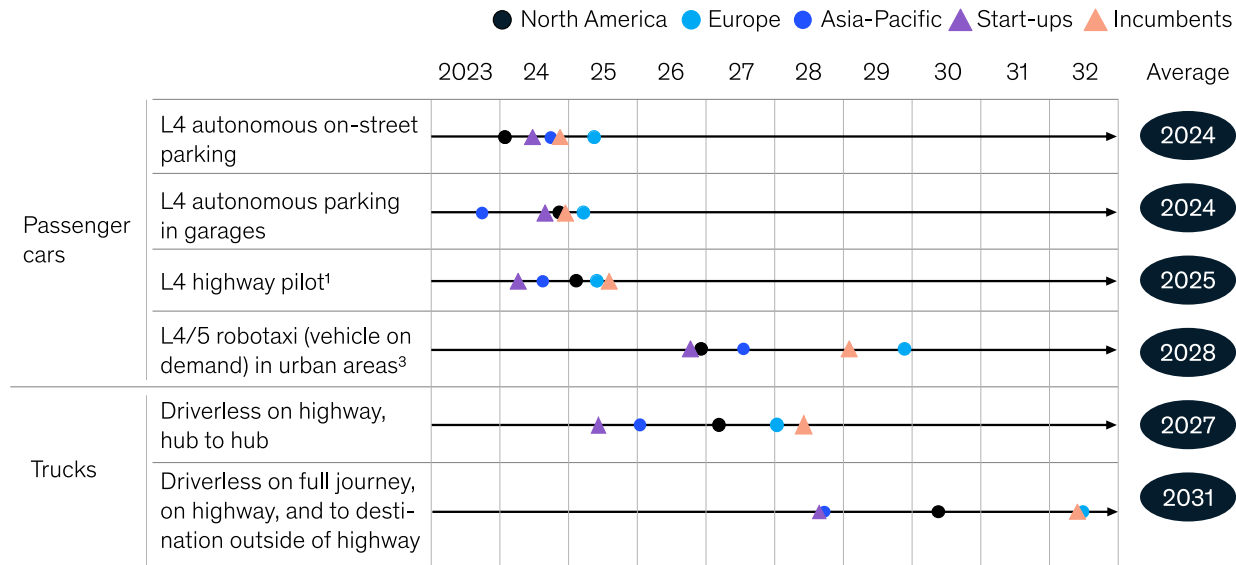 North America Europe Asia-Pacific Start-ups Incumbents
2023 24 25 26 27 28 29 30 31 32 Average
Passenger
cars
L4 autonomous on-street
parking
2024
L4 autonomous parking
in garages
2024
L4 highway pilot¹
2025
L4/5 robotaxi (vehicle on
demand) in urban areas³
2028
Trucks
Driverless on highway,
hub to hub
2027
Driverless on full journey,
on highway, and to desti-
nation outside of highway
2031